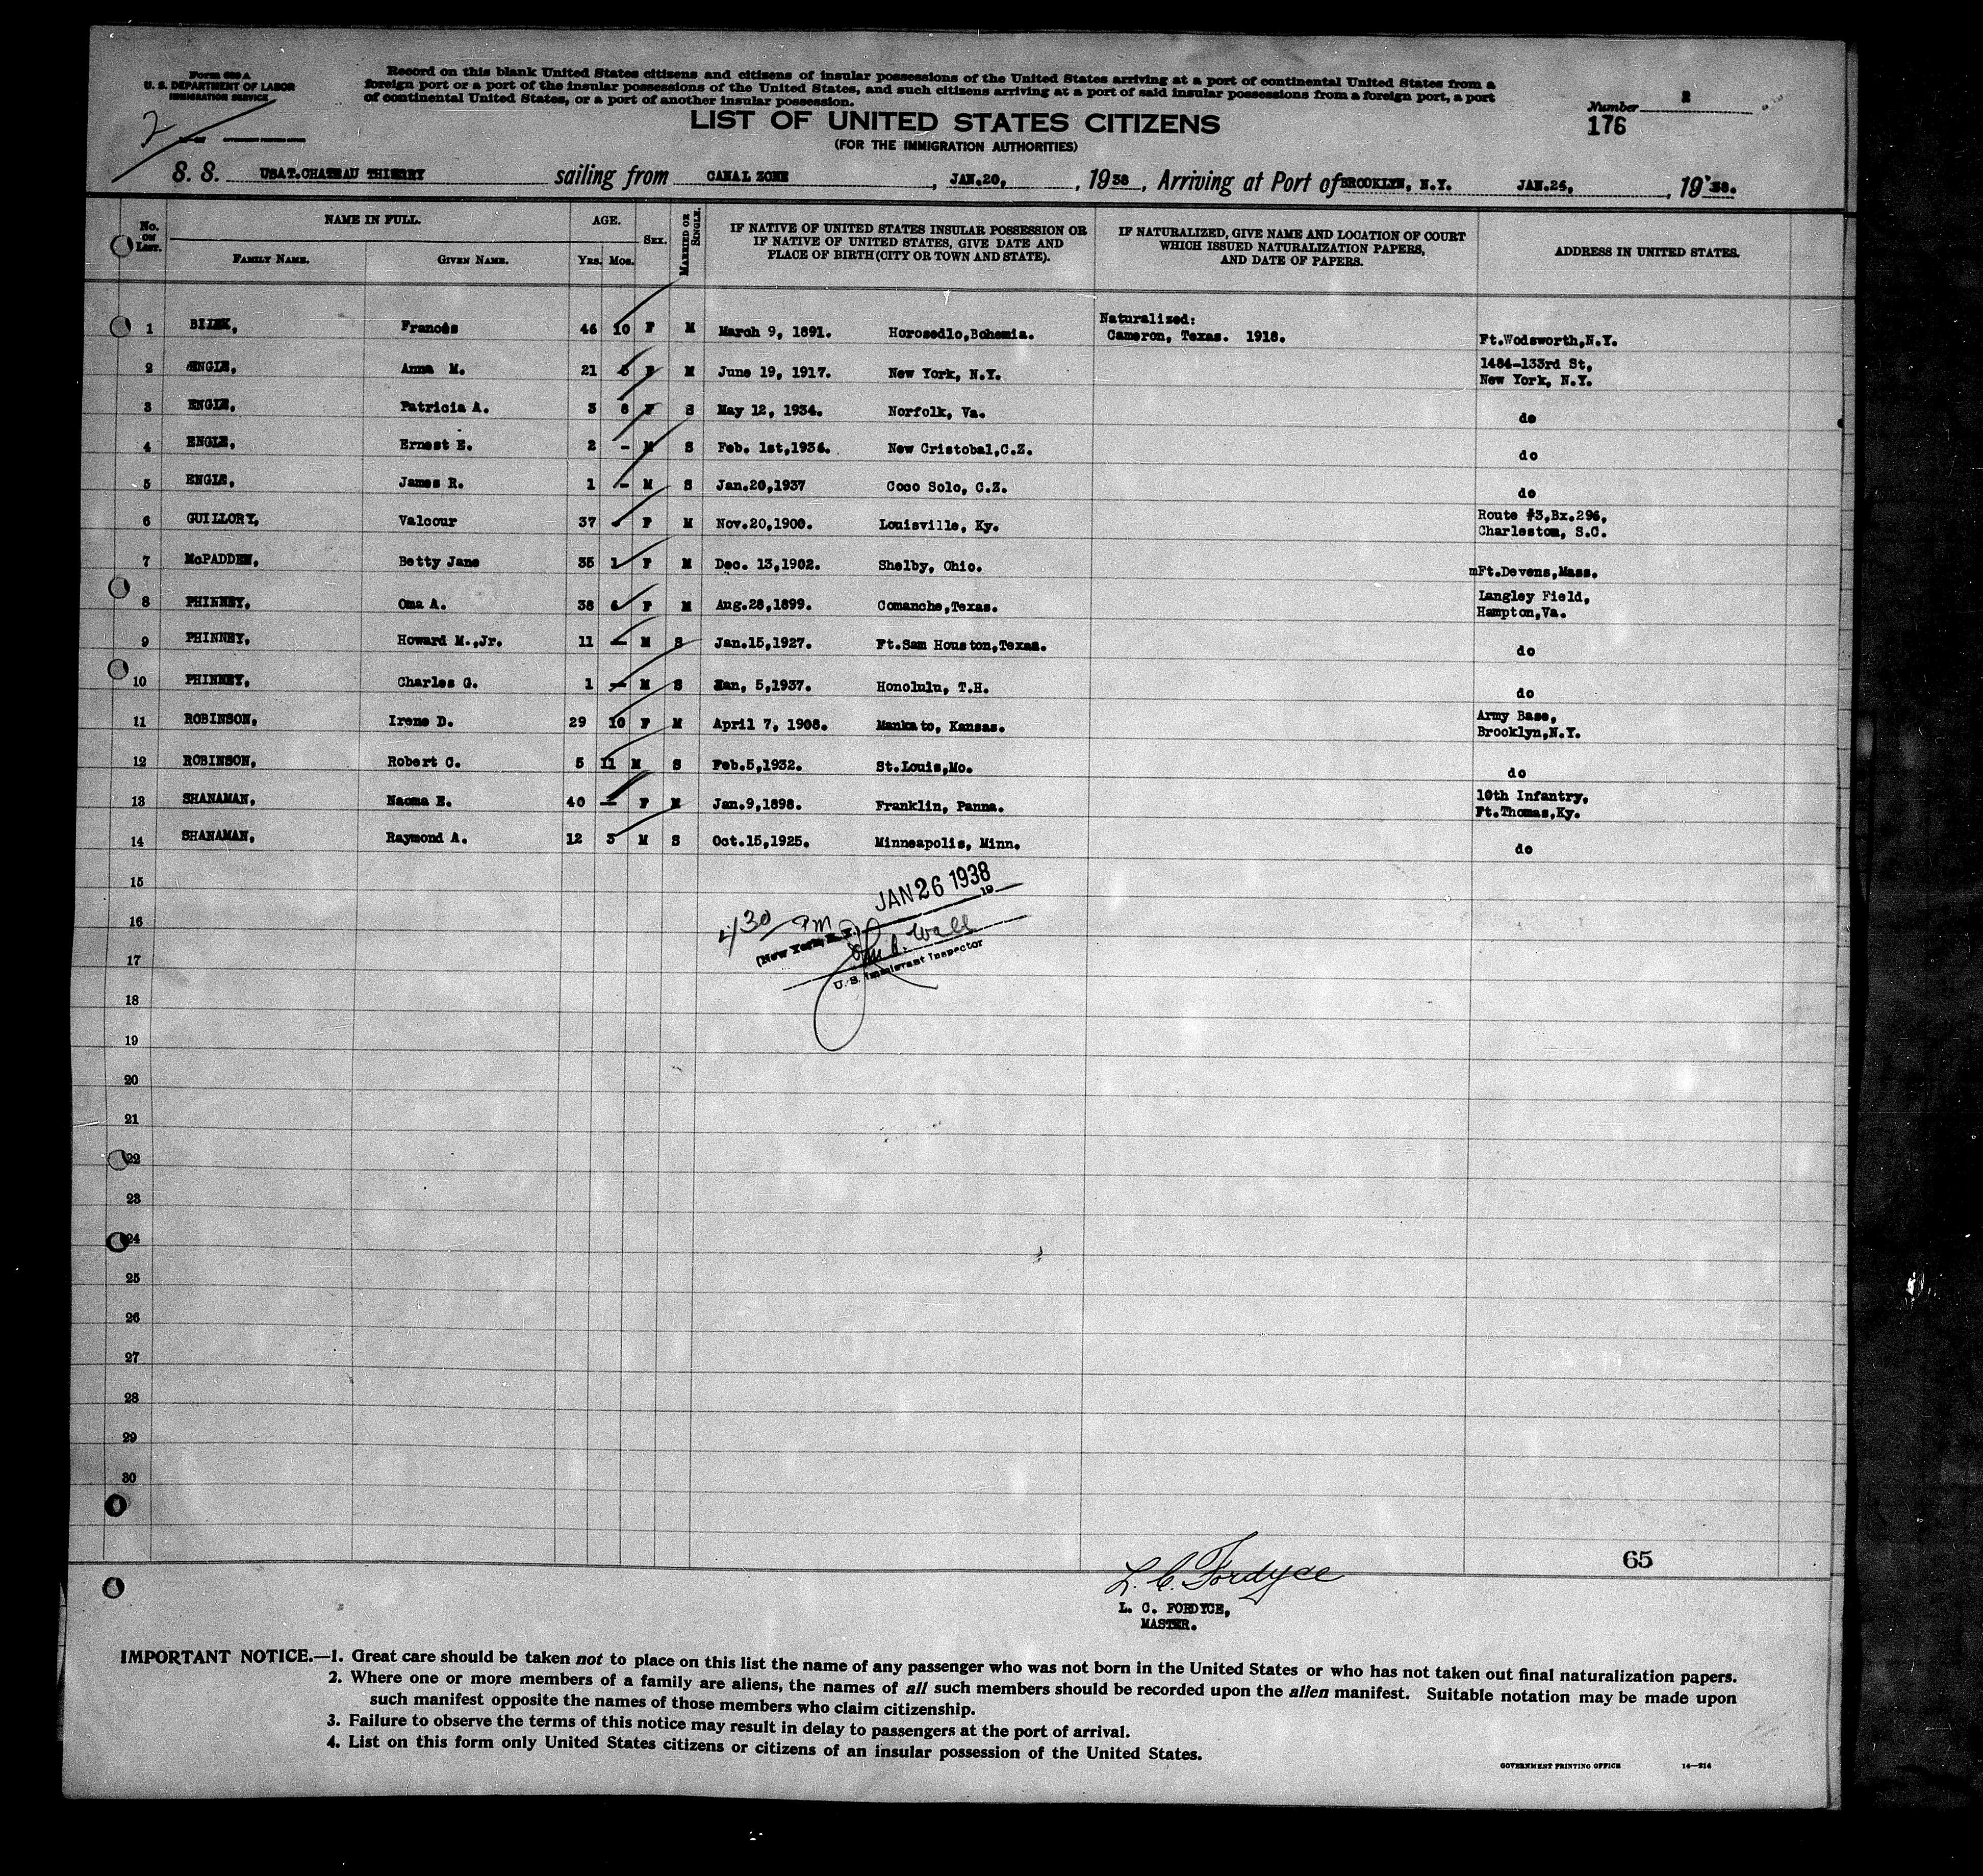 Form 630 A
U. S. DEPARTMENT OF LABOR
IMMIGRATION SERVICE
Record on this blank United States citizens and citizens of insular possessions of the United States arriving at a port of continental United States from a
foreign port or a port of the insular possessions of the United States, and such citizens arriving at a port of said insular possessions from a foreign port, a port
of continental United States, or a port of another insular possession.
Number 2
176
2
GOVERNMENT PRINTING OFFICE
LIST OF UNITED STATES CITIZENS
(FOR THE IMMIGRATION AUTHORITIES)
S. S. USAT.CHATEAU THIERRY sailing from CANAL ZONE, JAN.20, 1938, Arriving at Port of BROOKLYN, N.Y. JAN.26, 19'38.
No. ON LIST. NAME IN FULL. AGE. SEX. MARRIED OR SINGLE. IF NATIVE OF UNITED STATES INSULAR POSSESSION OR IF NATIVE OF UNITED STATES, GIVE DATE AND PLACE OF BIRTH (CITY OR TOWN AND STATE). IF NATURALIZED, GIVE NAME AND LOCATION OF COURT WHICH ISSUED NATURALIZATION PAPERS, AND DATE OF PAPERS. ADDRESS IN UNITED STATES.
FAMILY NAME. GIVEN NAME. YRS. MOS.
1 Frances 46 10 F M March 9, 1891. Horosedlo,Bohemia. Naturalized: Cameron, Texas. 1918. Ft.Wodsworth,N.Y.
2 ENGLE, Anna M. 21 F M June 19, 1917. New York, N.Y. 1484-133rd St, New York, N.Y.
3 ENGLE, Patricia A. 3 8 F S May 12, 1934. Norfolk, Va. do
4 ENGLE, Ernest E. 2 - M S Feb. 1st,1936. New Cristobal,C.Z. do
5 ENGLE, James R. 1 - M S Jan.20,1937 Coco Solo, C.Z. do
6 GUILLORY, Valcour 37 F M Nov.20,1900. Louisville, Ky. Route #3,Bx.296, Charleston, S.C.
7 McPADDEN, Betty Jane 35 1 F M Dec. 13,1902. Shelby, Ohio. mFt.Devens,Mass.
8 PHINNEY, Oma A. 38 F M Aug.28,1899. Comanche,Texas. Langley Field, Hampton,Va.
9 PHINNEY, Howard M.,Jr. 11 - M S Jan.15,1927. Ft.Sam Houston,Texas. do
10 PHINNEY, Charles G. 1 - M S Jan, 5,1937. Honolulu, T.H. do
11 ROBINSON, Irene D. 29 10 F M April 7, 1908. Mankato, Kansas. Army Base, Brooklyn,N.Y.
12 ROBINSON, Robert C. 5 11 M S Feb.5,1932. St.Louis,Mo. do
13 SHANAMAN, Naoma E. 40 - F M Jan.9,1898. Franklin, Panna. 10th Infantry, Ft.Thomas,Ky.
14 SHANAMAN, Raymond A. 12 3 M S Oct.15,1925. Minneapolis, Minn. do
15
16
17
18
19
20
21
22
23
24
25
26
27
28
29
30
JAN 26 1938
19
430 PM
(New York, N.Y.)
Wall
U. S. Immigrant Inspector
65
L. C. Fordyce
L. C. FORDYCE,
MASTER.
IMPORTANT NOTICE.—1. Great care should be taken not to place on this list the name of any passenger who was not born in the United States or who has not taken out final naturalization papers.
2. Where one or more members of a family are aliens, the names of all such members should be recorded upon the alien manifest. Suitable notation may be made upon
such manifest opposite the names of those members who claim citizenship.
3. Failure to observe the terms of this notice may result in delay to passengers at the port of arrival.
4. List on this form only United States citizens or citizens of an insular possession of the United States.
GOVERNMENT PRINTING OFFICE 14—214